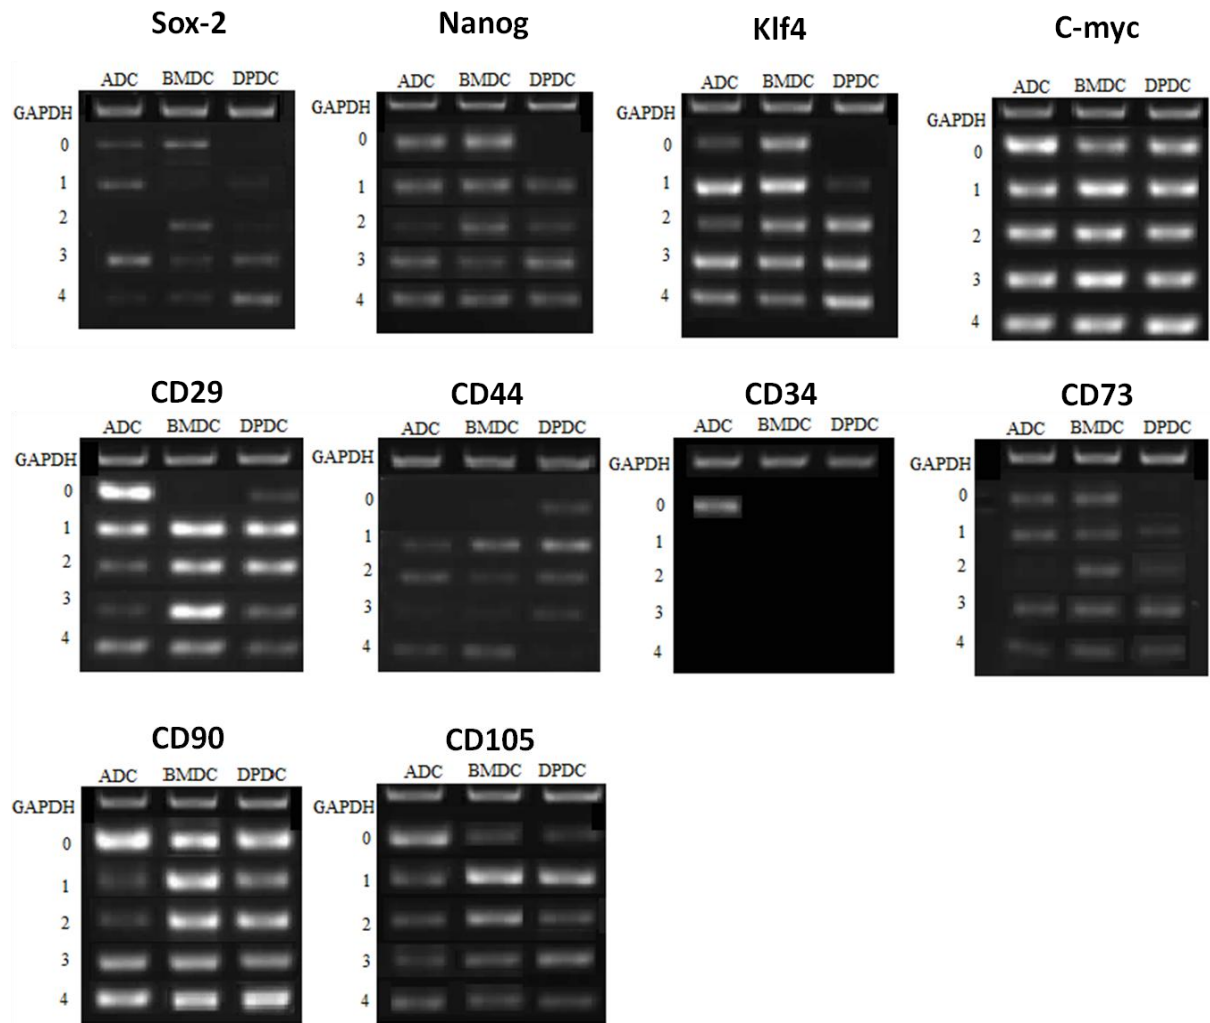 Sox-2 Nanog Klf4 C-myc
ADC BMDC DPDC ADC BMDC DPDC ADC BMDC DPDC ADC BMDC DPDC
GAPDH GAPDH GAPDH GAPDH
0 0 0 0
1 1 1 1
2 2 2 2
3 3 3 3
4 4 4 4
CD29 CD44 CD34 CD73
ADC BMDC DPDC ADC BMDC DPDC ADC BMDC DPDC ADC BMDC DPDC
GAPDH GAPDH GAPDH GAPDH
0 0 0 0
1 1 1 1
2 2 2 2
3 3 3 3
4 4 4 4
CD90 CD105
ADC BMDC DPDC ADC BMDC DPDC
GAPDH GAPDH
0 0
1 1
2 2
3 3
4 4